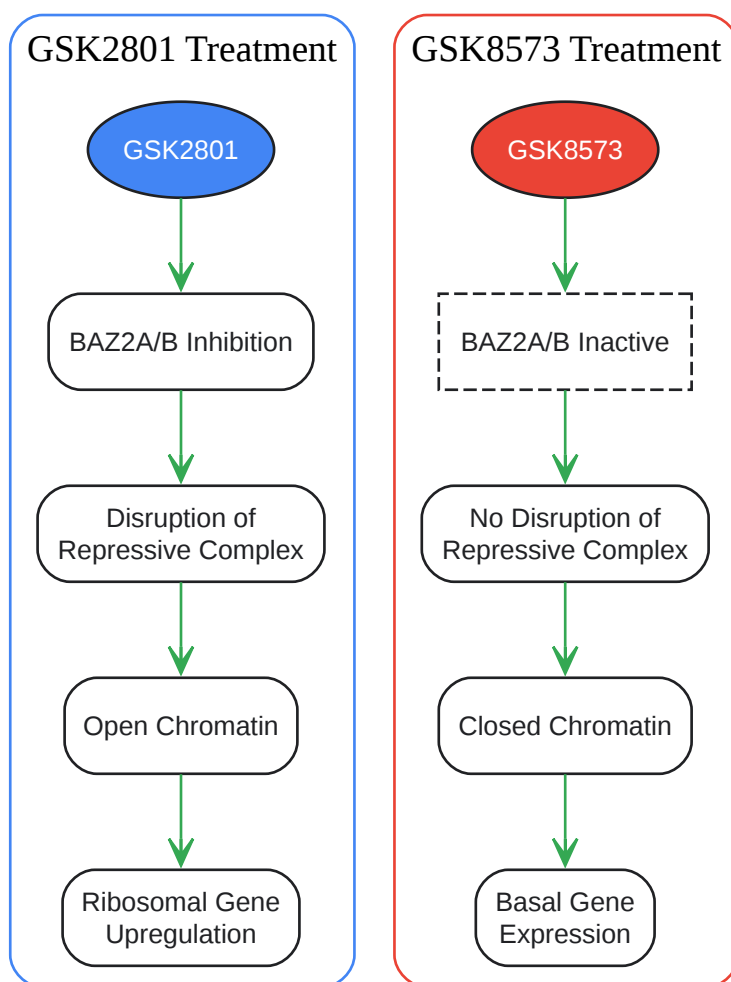 GSK2801 Treatment
GSK2801
BAZ2A/B Inhibition
Disruption of
Repressive Complex
Open Chromatin
Ribosomal Gene
Upregulation
GSK8573 Treatment
GSK8573
BAZ2A/B Inactive
No Disruption of
Repressive Complex
Closed Chromatin
Basal Gene
Expression